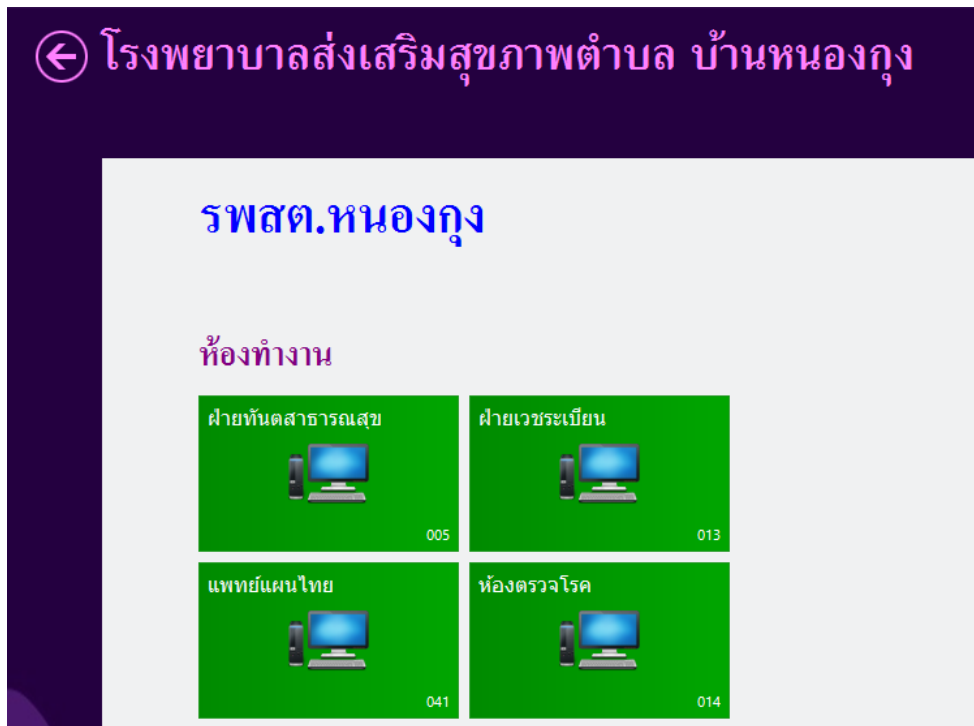 โรงพยาบาลส่งเสริมสุขภาพตำบล บ้านหนองกุง
รพสต.หนองกุง
ห้องทำงาน
ฝ่ายทันตสาธารณสุข
005
ฝ่ายเวชระเบียน
013
แพทย์แผนไทย
041
ห้องตรวจโรค
014